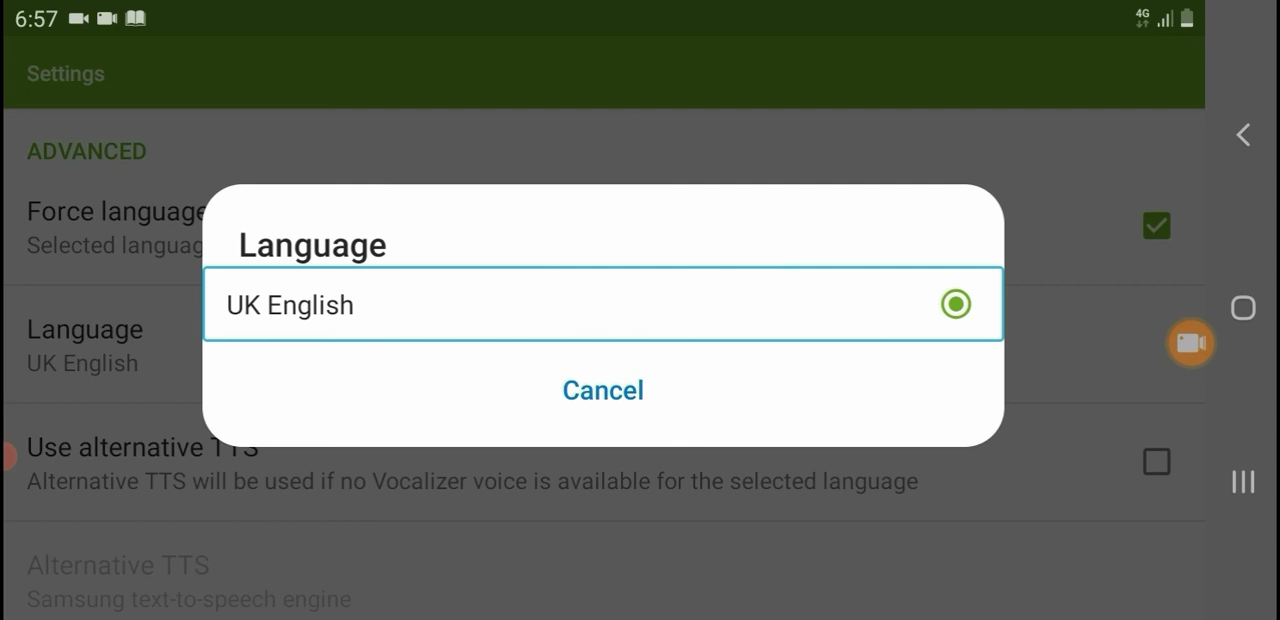 6:57
4G
Settings
ADVANCED
Force language
Selected languag
Language
UK English
Cancel
Language
UK English
Use alternative TTS
Alternative TTS will be used if no Vocalizer voice is available for the selected language
Alternative TTS
Samsung text-to-speech engine